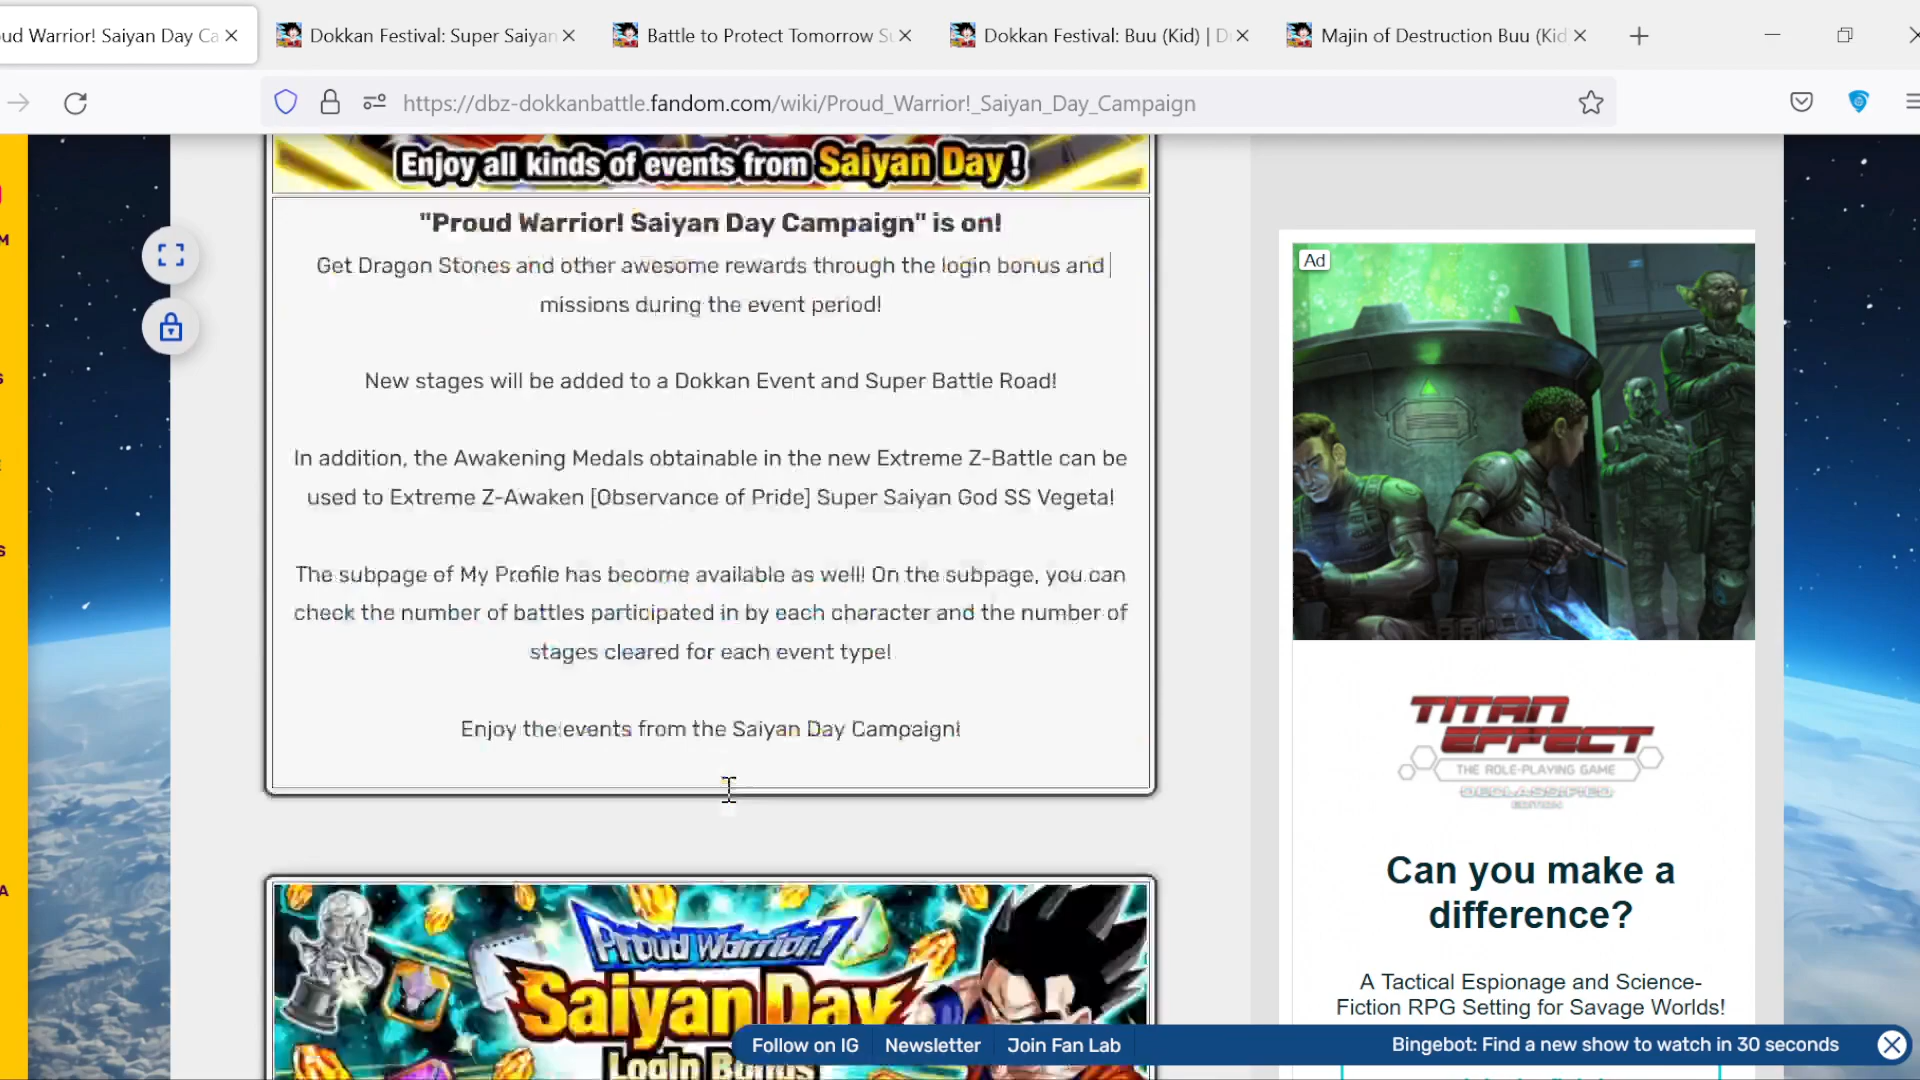 ud Warrior! Saiyan Day Ca
Dokkan Festival: Super Saiyan
Battle to Protect Tomorrow Su
Dokkan Festival: Buu (Kid) | D
Majin of Destruction Buu (Kid
https://dbz-dokkanbattle.fandom.com/wiki/Proud_Warrior!_Saiyan_Day_Campaign
Enjoy all kinds of events from Saiyan Day!
"Proud Warrior! Saiyan Day Campaign" is on!
Get Dragon Stones and other awesome rewards through the login bonus and
missions during the event period!
New stages will be added to a Dokkan Event and Super Battle Road!
In addition, the Awakening Medals obtainable in the new Extreme Z-Battle can be
used to Extreme Z-Awaken [Observance of Pride] Super Saiyan God SS Vegeta!
The subpage of My Profile has become available as well! On the subpage, you can
check the number of battles participated in by each character and the number of
stages cleared for each event type!
Enjoy the events from the Saiyan Day Campaign!
Proud Warrior!
Saiyan Day
Login Bonus
Ad
TITAN
EFFECT
THE ROLE-PLAYING GAME
DECLASSIFIED
EDITION
Can you make a
difference?
A Tactical Espionage and Science-
Fiction RPG Setting for Savage Worlds!
Follow on IG
Newsletter
Join Fan Lab
Bingebot: Find a new show to watch in 30 seconds
M
S
E
S
A